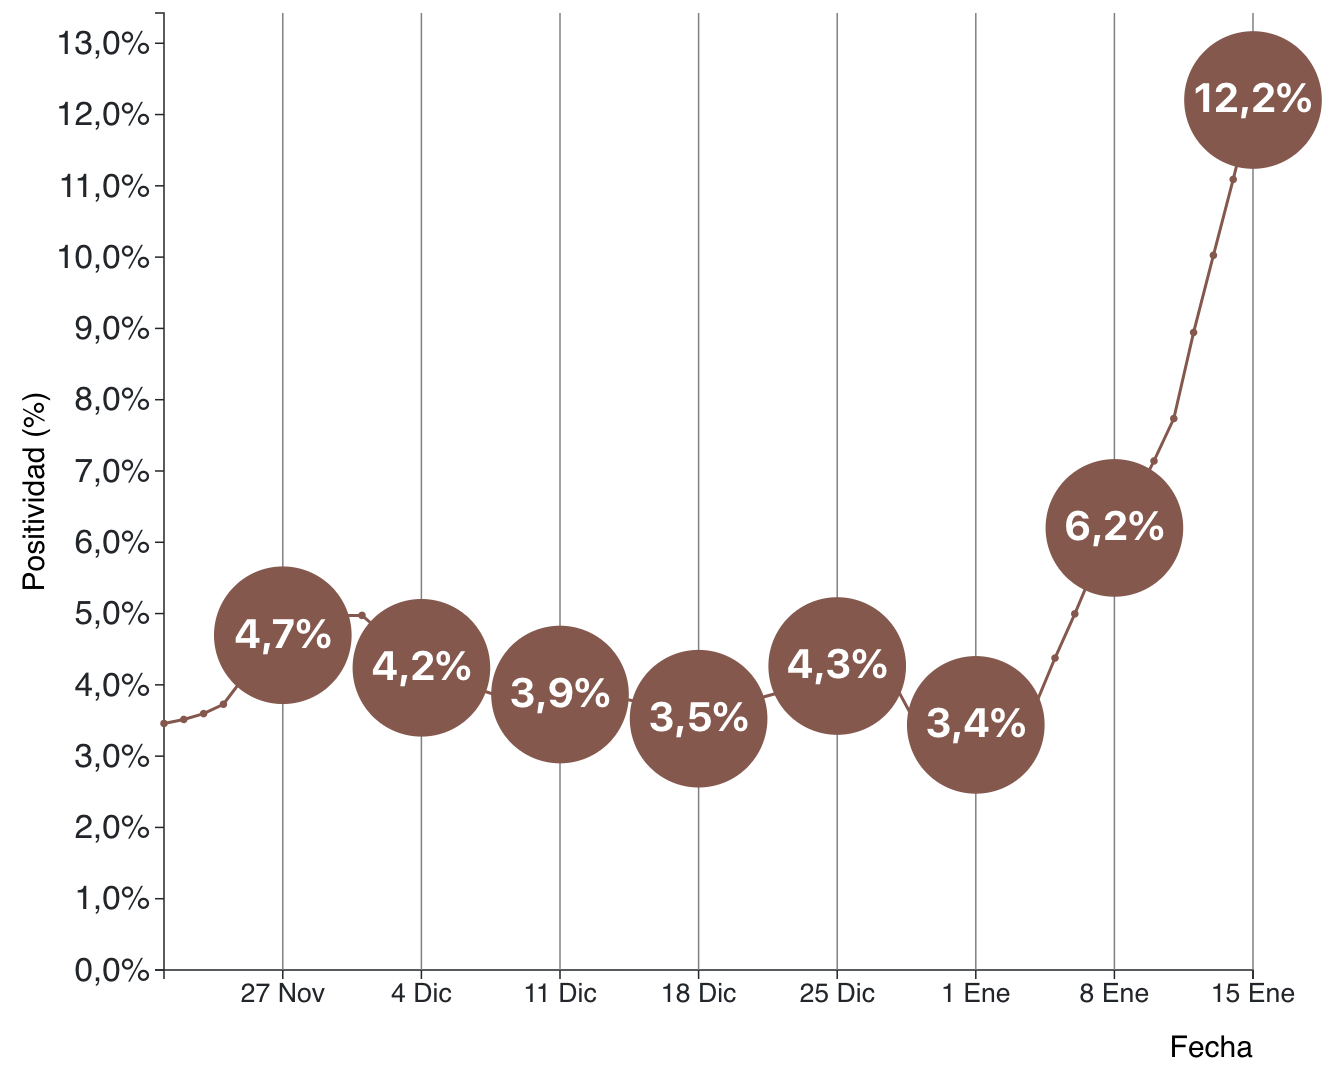 13,0%
12,0%
11,0%
10,0%
9,0%
8,0%
7,0%
6,0%
5,0%
4,0%
3,0%
2,0%
1,0%
0,0%
Positividad (%)
4,7%
4,2%
3,9%
3,5%
4,3%
3,4%
6,2%
12,2%
27 Nov
4 Dic
11 Dic
18 Dic
25 Dic
1 Ene
8 Ene
15 Ene
Fecha